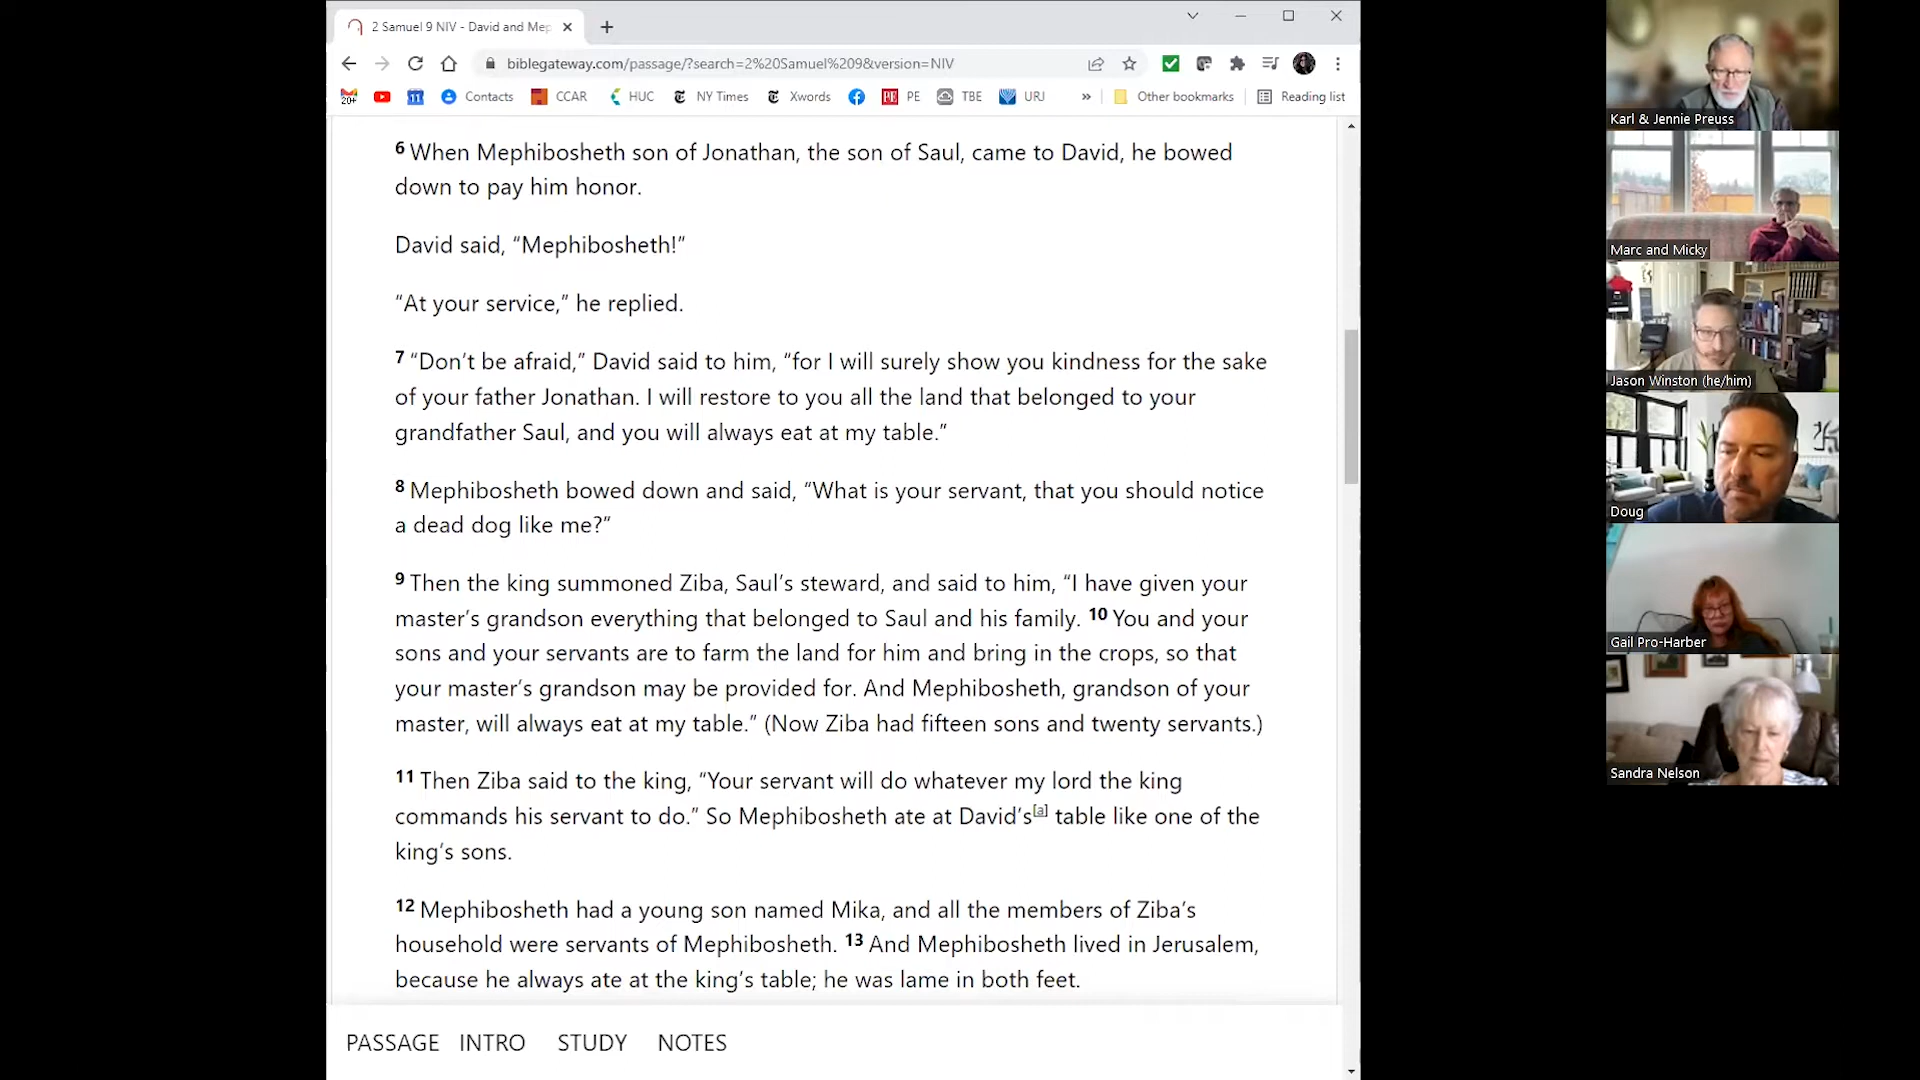 2 Samuel 9 NIV - David and Mep
biblegateway.com/passage/?search=2%20Samuel%209&version=NIV
20+
11
Contacts
CCAR
HUC
NY Times
Xwords
PE
PE
TBE
URJ
»
Other bookmarks
Reading list
6 When Mephibosheth son of Jonathan, the son of Saul, came to David, he bowed
down to pay him honor.
David said, “Mephibosheth!”
“At your service,” he replied.
7 “Don’t be afraid,” David said to him, “for I will surely show you kindness for the sake
of your father Jonathan. I will restore to you all the land that belonged to your
grandfather Saul, and you will always eat at my table.”
8 Mephibosheth bowed down and said, “What is your servant, that you should notice
a dead dog like me?”
9 Then the king summoned Ziba, Saul’s steward, and said to him, “I have given your
master’s grandson everything that belonged to Saul and his family. 10 You and your
sons and your servants are to farm the land for him and bring in the crops, so that
your master’s grandson may be provided for. And Mephibosheth, grandson of your
master, will always eat at my table.” (Now Ziba had fifteen sons and twenty servants.)
11 Then Ziba said to the king, “Your servant will do whatever my lord the king
commands his servant to do.” So Mephibosheth ate at David’s[a] table like one of the
king’s sons.
12 Mephibosheth had a young son named Mika, and all the members of Ziba’s
household were servants of Mephibosheth. 13 And Mephibosheth lived in Jerusalem,
because he always ate at the king’s table; he was lame in both feet.
PASSAGE INTRO STUDY NOTES
Karl & Jennie Preuss
Marc and Micky
Jason Winston (he/him)
Doug
Gail Pro-Harber
Sandra Nelson